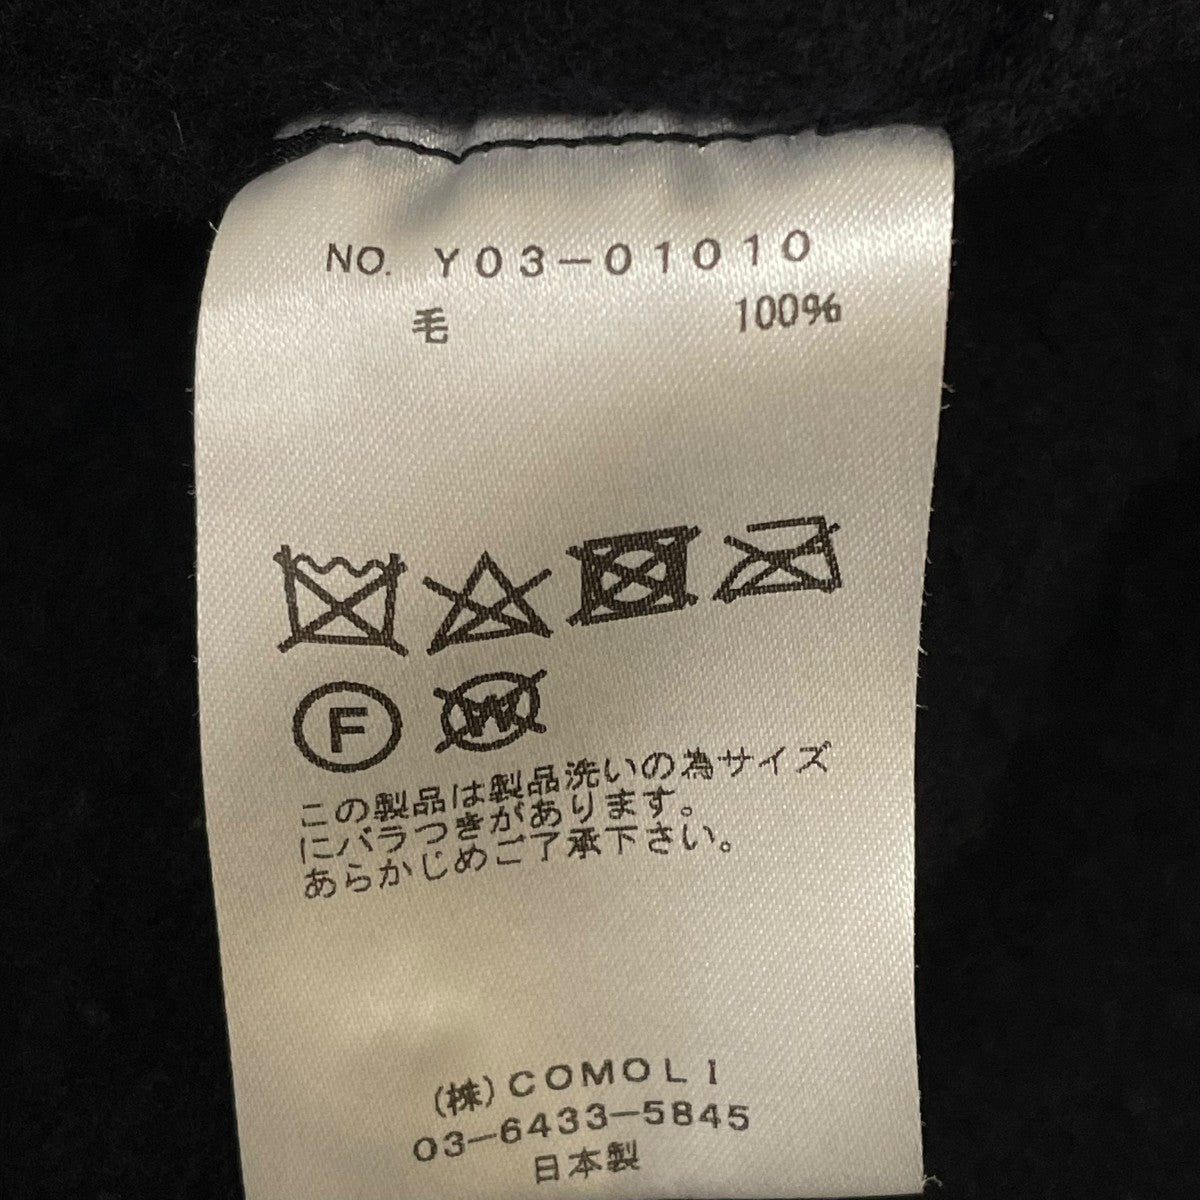 NO. Y03-01010
毛 100%
F
W
この製品は製品洗いの為サイズ
にバラつきがあります。
あらかじめご了承下さい。
(株)COMOLI
03-6433-5845
日本製